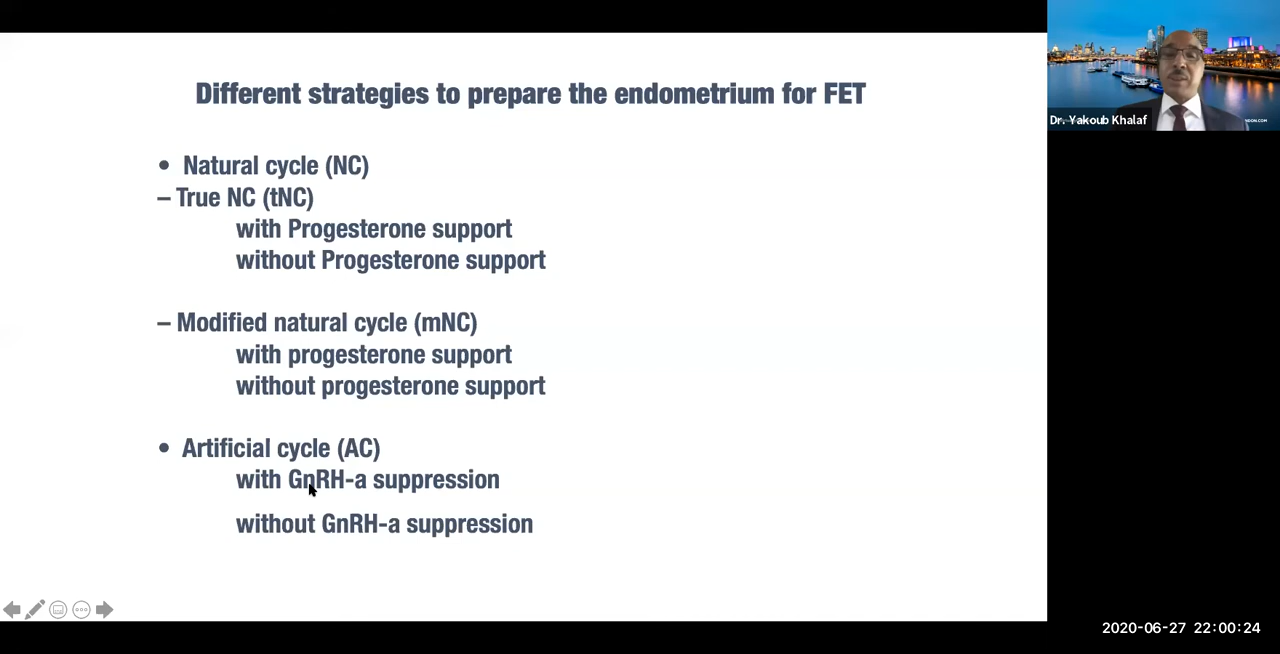 Different strategies to prepare the endometrium for FET
• Natural cycle (NC)
– True NC (tNC)
with Progesterone support
without Progesterone support
– Modified natural cycle (mNC)
with progesterone support
without progesterone support
• Artificial cycle (AC)
with GnRH-a suppression
without GnRH-a suppression
Dr. Yakoub Khalaf
2020-06-27 22:00:24